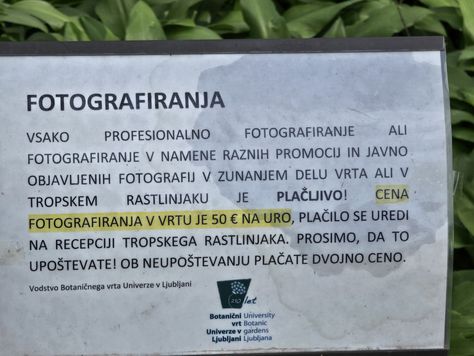 FOTOGRAFIRANJA
VSAKO PROFESIONALNO FOTOGRAFIRANJE ALI
FOTOGRAFIRANJE V NAMENE RAZNIH PROMOCIJ IN JAVNO
OBJAVLJENIH FOTOGRAFIJ V ZUNANJEM DELU VRTA ALI V
TROPSKEM RASTLINJAKU JE PLAČLJIVO! CENA
FOTOGRAFIRANJA V VRTU JE 50 € NA URO, PLAČILO SE UREDI
NA RECEPCIJI TROPSKEGA RASTLINJAKA. PROSIMO, DA TO
UPOŠTEVATE! OB NEUPOŠTEVANJU PLAČATE DVOJNO CENO.
Vodstvo Botaničnega vrta Univerze v Ljubljani
210 let
Botanični University
vrt Botanic
Univerze v gardens
Ljubljani Ljubljana